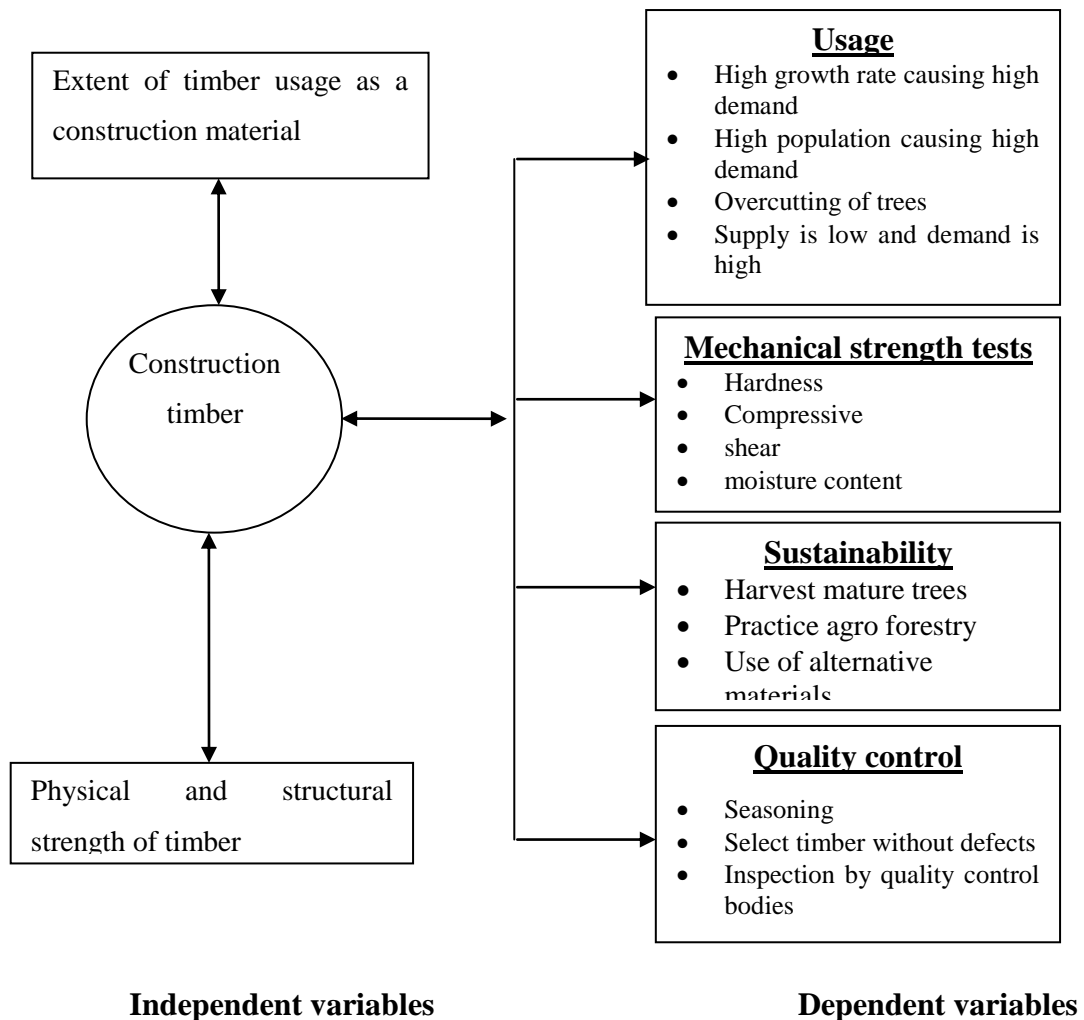 Extent of timber usage as a
construction material
Construction
timber
Physical and structural
strength of timber
Usage
• High growth rate causing high
demand
• High population causing high
demand
• Overcutting of trees
• Supply is low and demand is
high
Mechanical strength tests
• Hardness
• Compressive
• shear
• moisture content
Sustainability
• Harvest mature trees
• Practice agro forestry
• Use of alternative
materials
Quality control
• Seasoning
• Select timber without defects
• Inspection by quality control
bodies
Independent variables
Dependent variables